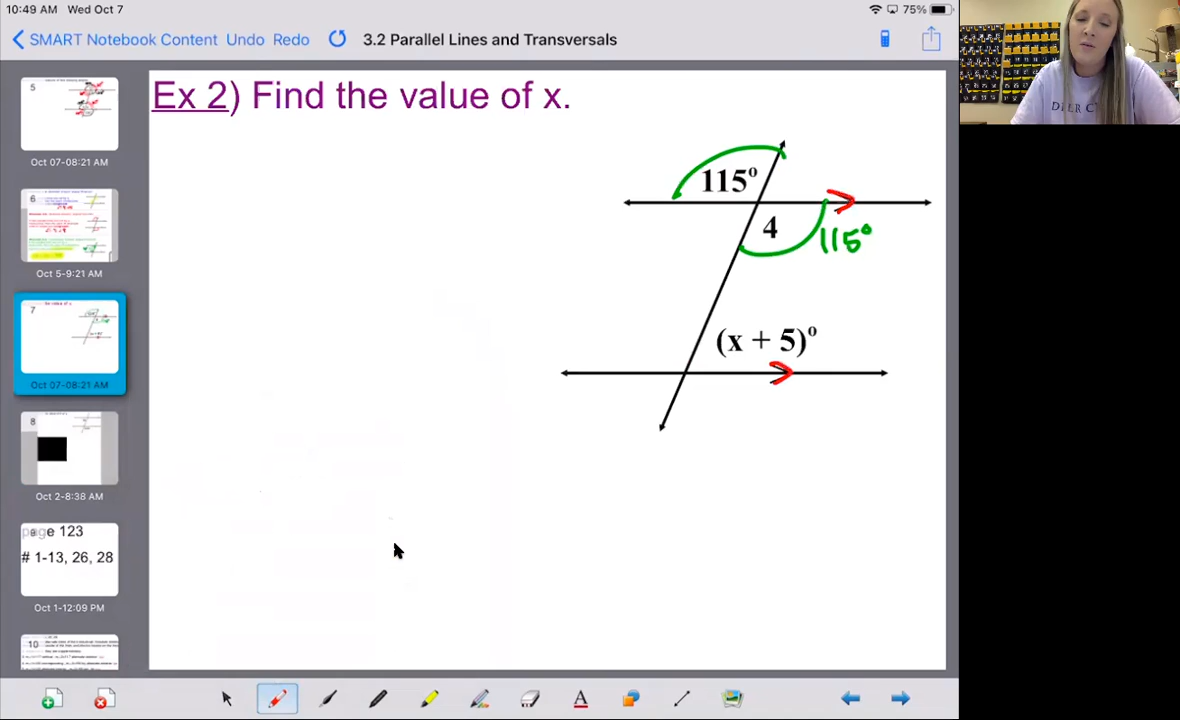 10:49 AM Wed Oct 7
75%
SMART Notebook Content Undo Redo
3.2 Parallel Lines and Transversals
5
Oct 07-08:21 AM
6
Oct 5-9:21 AM
7
Oct 07-08:21 AM
8
Oct 2-8:38 AM
page 123
# 1-13, 26, 28
Oct 1-12:09 PM
10
Ex 2) Find the value of x.
115º
4
115º
(x + 5)º
A